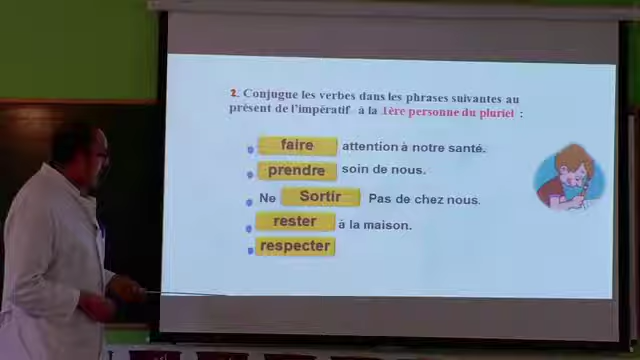 2. Conjugue les verbes dans les phrases suivantes au
présent de l'impératif à la 1ère personne du pluriel :
faire attention à notre santé.
prendre soin de nous.
Ne Sortir Pas de chez nous.
rester à la maison.
respecter